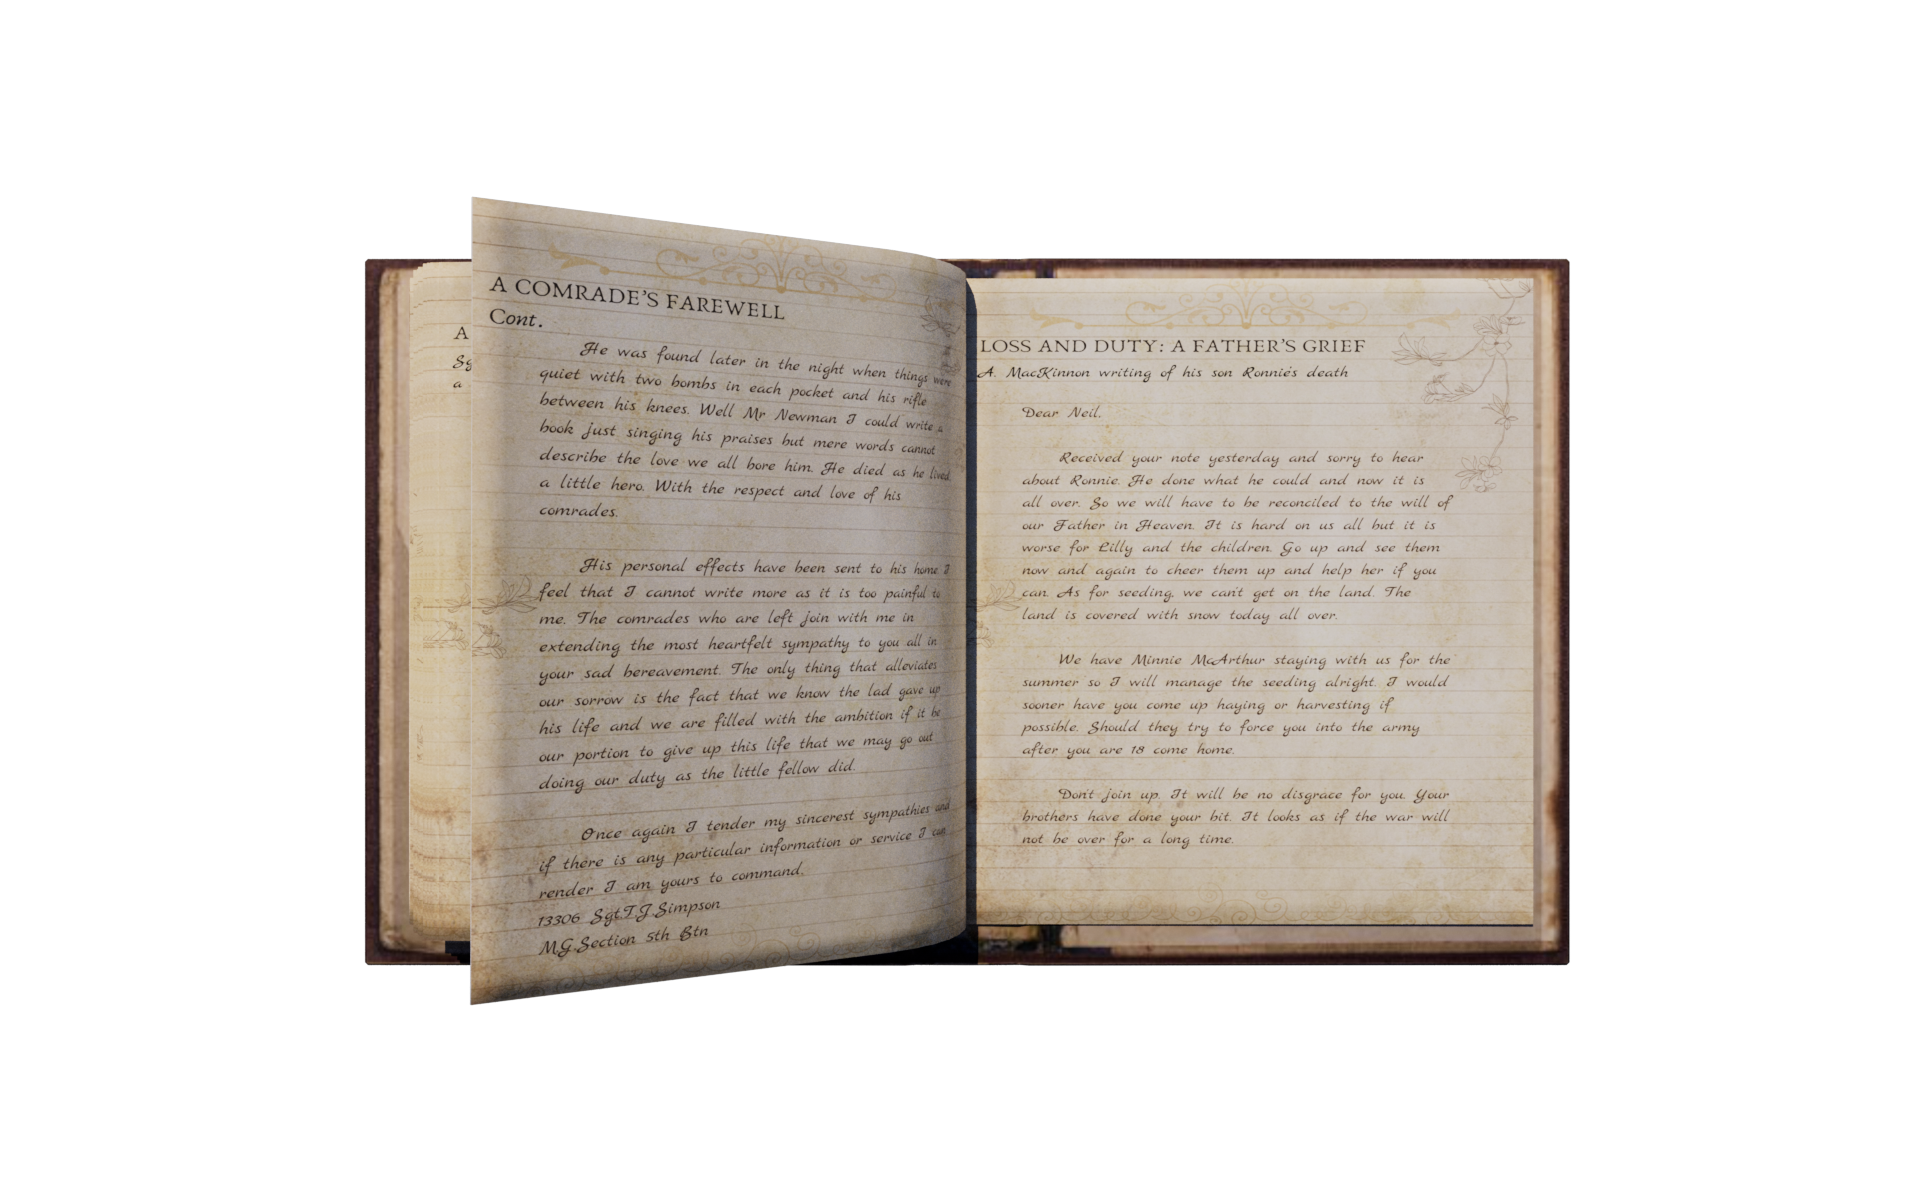 A
Sg
a
A COMRADE'S FAREWELL
Cont.
He was found later in the night when things were
quiet with two bombs in each pocket and his rifle
between his knees. Well Mr Newman I could write a
book just singing his praises but mere words cannot
describe the love we all bore him. He died as he lived,
a little hero. With the respect and love of his
comrades.
His personal effects have been sent to his home. I
feel that I cannot write more as it is too painful to
me. The comrades who are left join with me in
extending the most heartfelt sympathy to you all in
your sad bereavement. The only thing that alleviates
our sorrow is the fact that we know the lad gave up
his life and we are filled with the ambition if it be
our portion to give up this life that we may go out
doing our duty as the little fellow did.
Once again I tender my sincerest sympathies and
if there is any particular information or service I can
render I am yours to command,
13306 Sgt.T.J.Simpson
M.G.Section 5th Btn
LOSS AND DUTY: A FATHER'S GRIEF
A. MacKinnon writing of his son Ronnie's death
Dear Neil,
Received your note yesterday and sorry to hear
about Ronnie. He done what he could and now it is
all over. So we will have to be reconciled to the will of
our Father in Heaven. It is hard on us all but it is
worse for Lilly and the children. Go up and see them
now and again to cheer them up and help her if you
can. As for seeding, we can't get on the land. The
land is covered with snow today all over.
We have Minnie McArthur staying with us for the
summer so I will manage the seeding alright. I would
sooner have you come up haying or harvesting if
possible. Should they try to force you into the army
after you are 18 come home.
Don't join up. It will be no disgrace for you. Your
brothers have done your bit. It looks as if the war will
not be over for a long time.